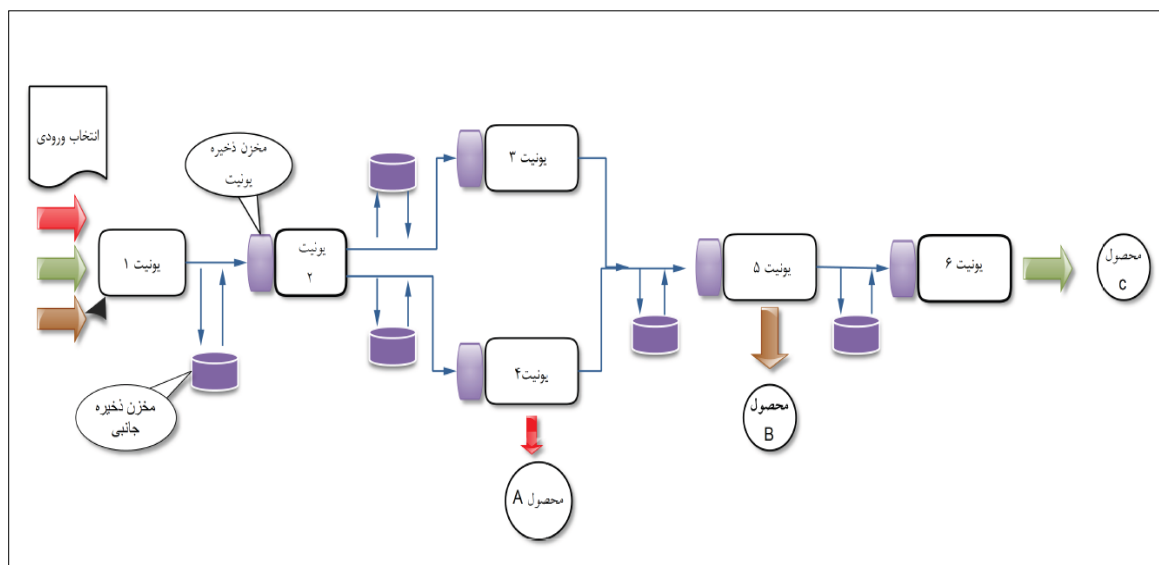 انتخاب ورودی
مخزن ذخیره
یونیت
یونیت ۱
یونیت
۲
یونیت ۳
یونیت۴
یونیت ۵
یونیت ۶
محصول
c
مخزن ذخیره
جانبی
محصول A
محصول
B